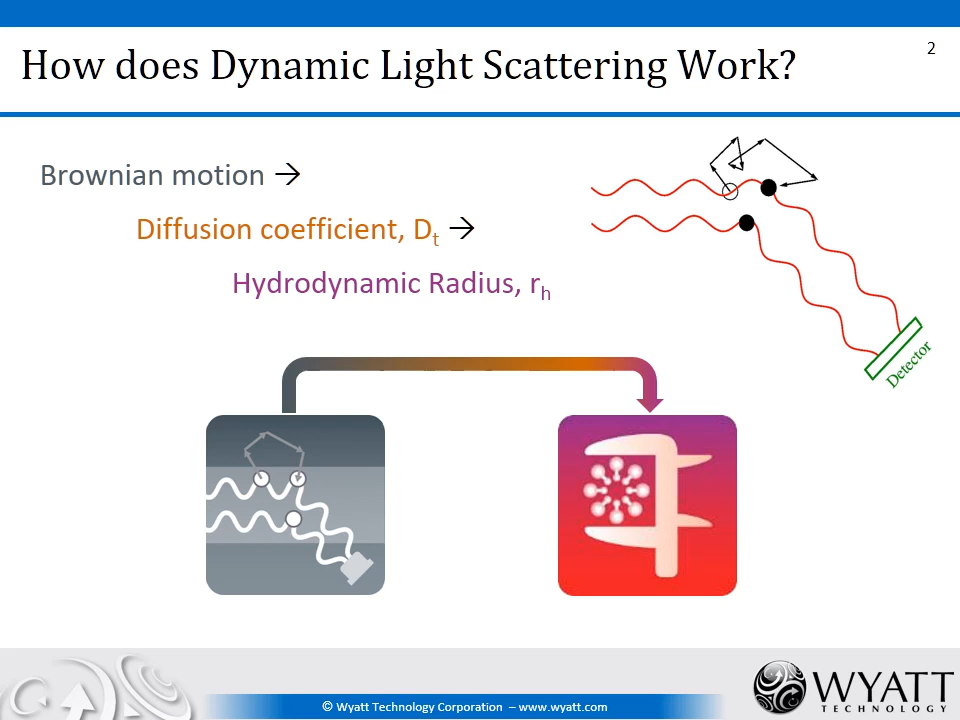 How does Dynamic Light Scattering Work?
2
Brownian motion →
Diffusion coefficient, Dt →
Hydrodynamic Radius, rh
Detector
© Wyatt Technology Corporation – www.wyatt.com
WYATT
TECHNOLOGY